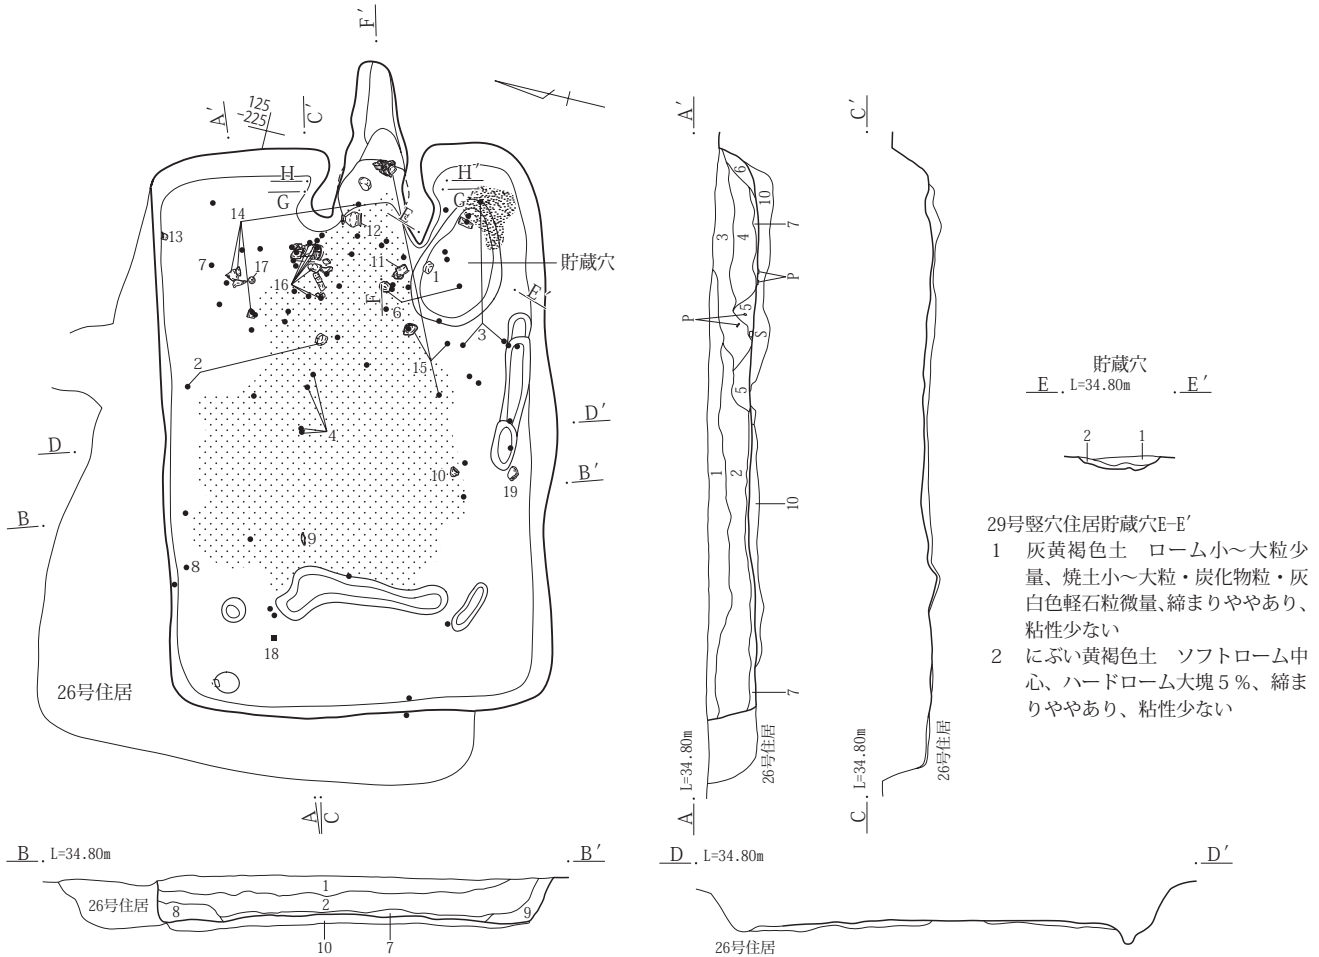 F′
A′
125
-225
C′
H
H′
G
G′
14
13
7
17
16
12
11
E
1
貯蔵穴
F
6
E′
3
2
15
4
D′
D
10
B′
19
B
9
8
18
26号住居
A
C
A′
6
10
3
4
7
P
5
P
S
5
1
2
10
7
L=34.80m
26号住居
A
C′
L=34.80m
26号住居
C
貯蔵穴
E L=34.80m E′
2 1
29号竪穴住居貯蔵穴E−E′
1 灰黄褐色土 ローム小～大粒少
量、焼土小～大粒・炭化物粒・灰
白色軽石粒微量、締まりややあり、
粘性少ない
2 にぶい黄褐色土 ソフトローム中
心、ハードローム大塊５％、締ま
りややあり、粘性少ない
B L=34.80m B′
26号住居
1
2
8
9
10
7
D L=34.80m D′
26号住居